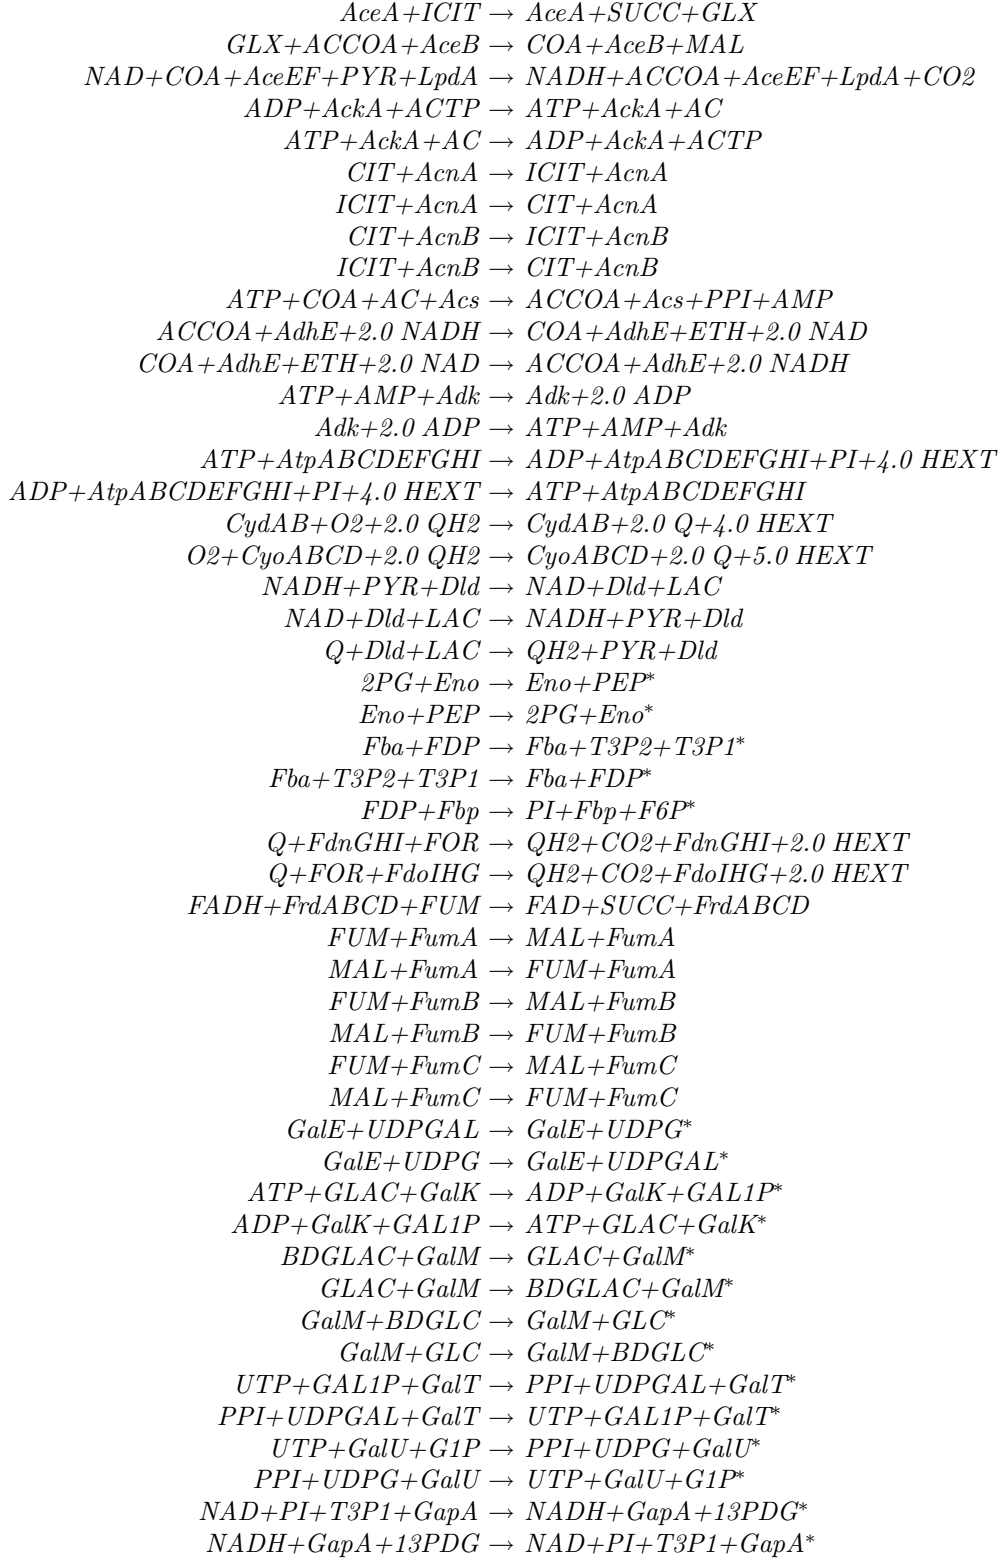 AceA+ICIT → AceA+SUCC+GLX
GLX+ACCOA+AceB → COA+AceB+MAL
NAD+COA+AceEF+PYR+LpdA → NADH+ACCOA+AceEF+LpdA+CO2
ADP+AckA+ACTP → ATP+AckA+AC
ATP+AckA+AC → ADP+AckA+ACTP
CIT+AcnA → ICIT+AcnA
ICIT+AcnA → CIT+AcnA
CIT+AcnB → ICIT+AcnB
ICIT+AcnB → CIT+AcnB
ATP+COA+AC+Acs → ACCOA+Acs+PPI+AMP
ACCOA+AdhE+2.0 NADH → COA+AdhE+ETH+2.0 NAD
COA+AdhE+ETH+2.0 NAD → ACCOA+AdhE+2.0 NADH
ATP+AMP+Adk → Adk+2.0 ADP
Adk+2.0 ADP → ATP+AMP+Adk
ATP+AtpABCDEFGHI → ADP+AtpABCDEFGHI+PI+4.0 HEXT
ADP+AtpABCDEFGHI+PI+4.0 HEXT → ATP+AtpABCDEFGHI
CydAB+O2+2.0 QH2 → CydAB+2.0 Q+4.0 HEXT
O2+CyoABCD+2.0 QH2 → CyoABCD+2.0 Q+5.0 HEXT
NADH+PYR+Dld → NAD+Dld+LAC
NAD+Dld+LAC → NADH+PYR+Dld
Q+Dld+LAC → QH2+PYR+Dld
2PG+Eno → Eno+PEP*
Eno+PEP → 2PG+Eno*
Fba+FDP → Fba+T3P2+T3P1*
Fba+T3P2+T3P1 → Fba+FDP*
FDP+Fbp → PI+Fbp+F6P*
Q+FdnGHI+FOR → QH2+CO2+FdnGHI+2.0 HEXT
Q+FOR+FdoIHG → QH2+CO2+FdoIHG+2.0 HEXT
FADH+FrdABCD+FUM → FAD+SUCC+FrdABCD
FUM+FumA → MAL+FumA
MAL+FumA → FUM+FumA
FUM+FumB → MAL+FumB
MAL+FumB → FUM+FumB
FUM+FumC → MAL+FumC
MAL+FumC → FUM+FumC
GalE+UDPGAL → GalE+UDPG*
GalE+UDPG → GalE+UDPGAL*
ATP+GLAC+GalK → ADP+GalK+GAL1P*
ADP+GalK+GAL1P → ATP+GLAC+GalK*
BDGLAC+GalM → GLAC+GalM*
GLAC+GalM → BDGLAC+GalM*
GalM+BDGLC → GalM+GLC*
GalM+GLC → GalM+BDGLC*
UTP+GAL1P+GalT → PPI+UDPGAL+GalT*
PPI+UDPGAL+GalT → UTP+GAL1P+GalT*
UTP+GalU+G1P → PPI+UDPG+GalU*
PPI+UDPG+GalU → UTP+GalU+G1P*
NAD+PI+T3P1+GapA → NADH+GapA+13PDG*
NADH+GapA+13PDG → NAD+PI+T3P1+GapA*